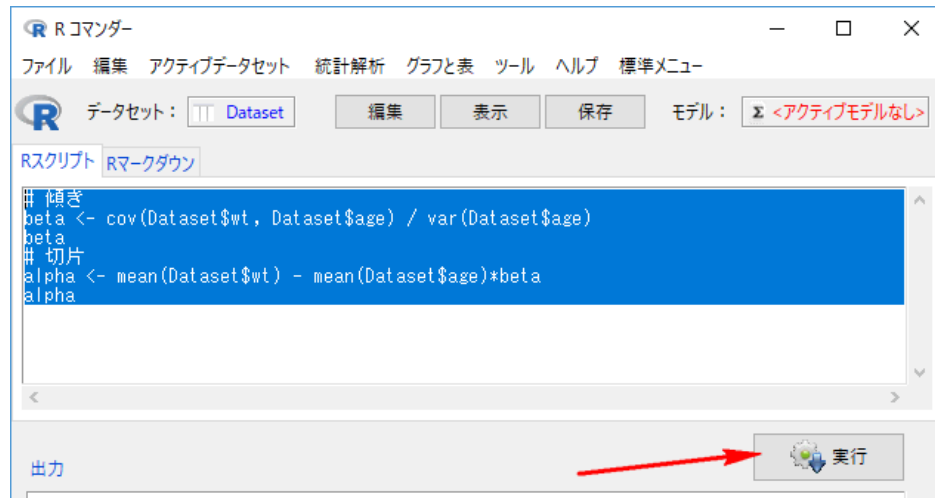 R コマンダー
ファイル 編集 アクティブデータセット 統計解析 グラフと表 ツール ヘルプ 標準メニュー
データセット： Dataset 編集 表示 保存 モデル： Σ <アクティブモデルなし>
Rスクリプト Rマークダウン
# 傾き
beta <- cov(Dataset$wt, Dataset$age) / var(Dataset$age)
beta
# 切片
alpha <- mean(Dataset$wt) - mean(Dataset$age)*beta
alpha
実行
出力